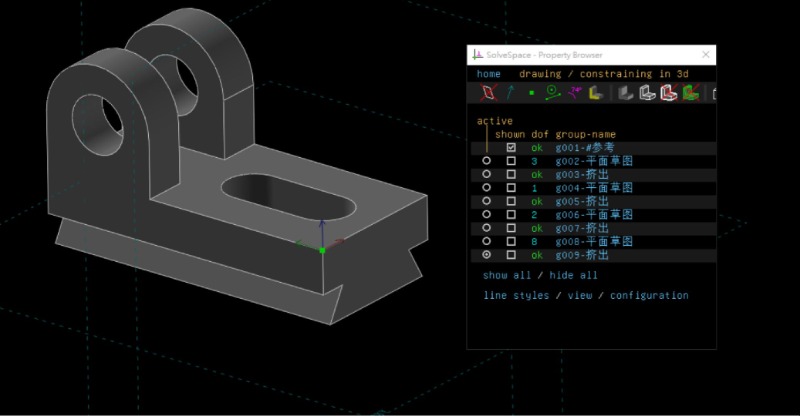 SolveSpace - Property Browser
home drawing / constraining in 3d
active
shown dof group-name
ok g001-#参考
3 g002-平面草图
ok g003-挤出
1 g004-平面草图
ok g005-挤出
2 g006-平面草图
ok g007-挤出
8 g008-平面草图
ok g009-挤出
show all / hide all
line styles / view / configuration